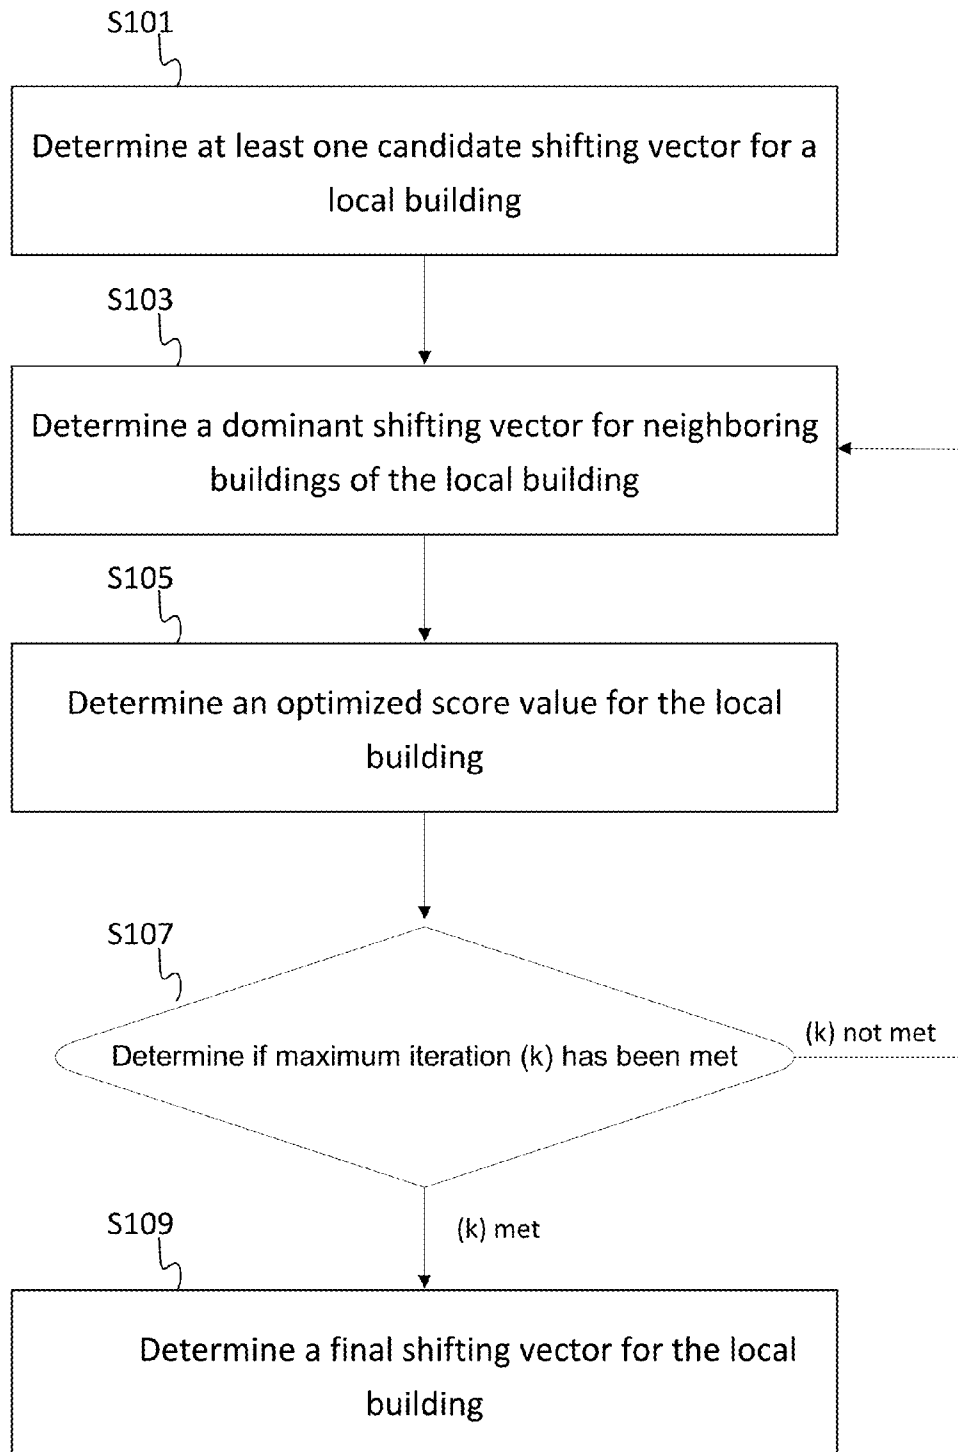 S101
Determine at least one candidate shifting vector for a
local building
S103
Determine a dominant shifting vector for neighboring
buildings of the local building
S105
Determine an optimized score value for the local
building
S107
Determine if maximum iteration (k) has been met
(k) not met
(k) met
S109
Determine a final shifting vector for the local
building